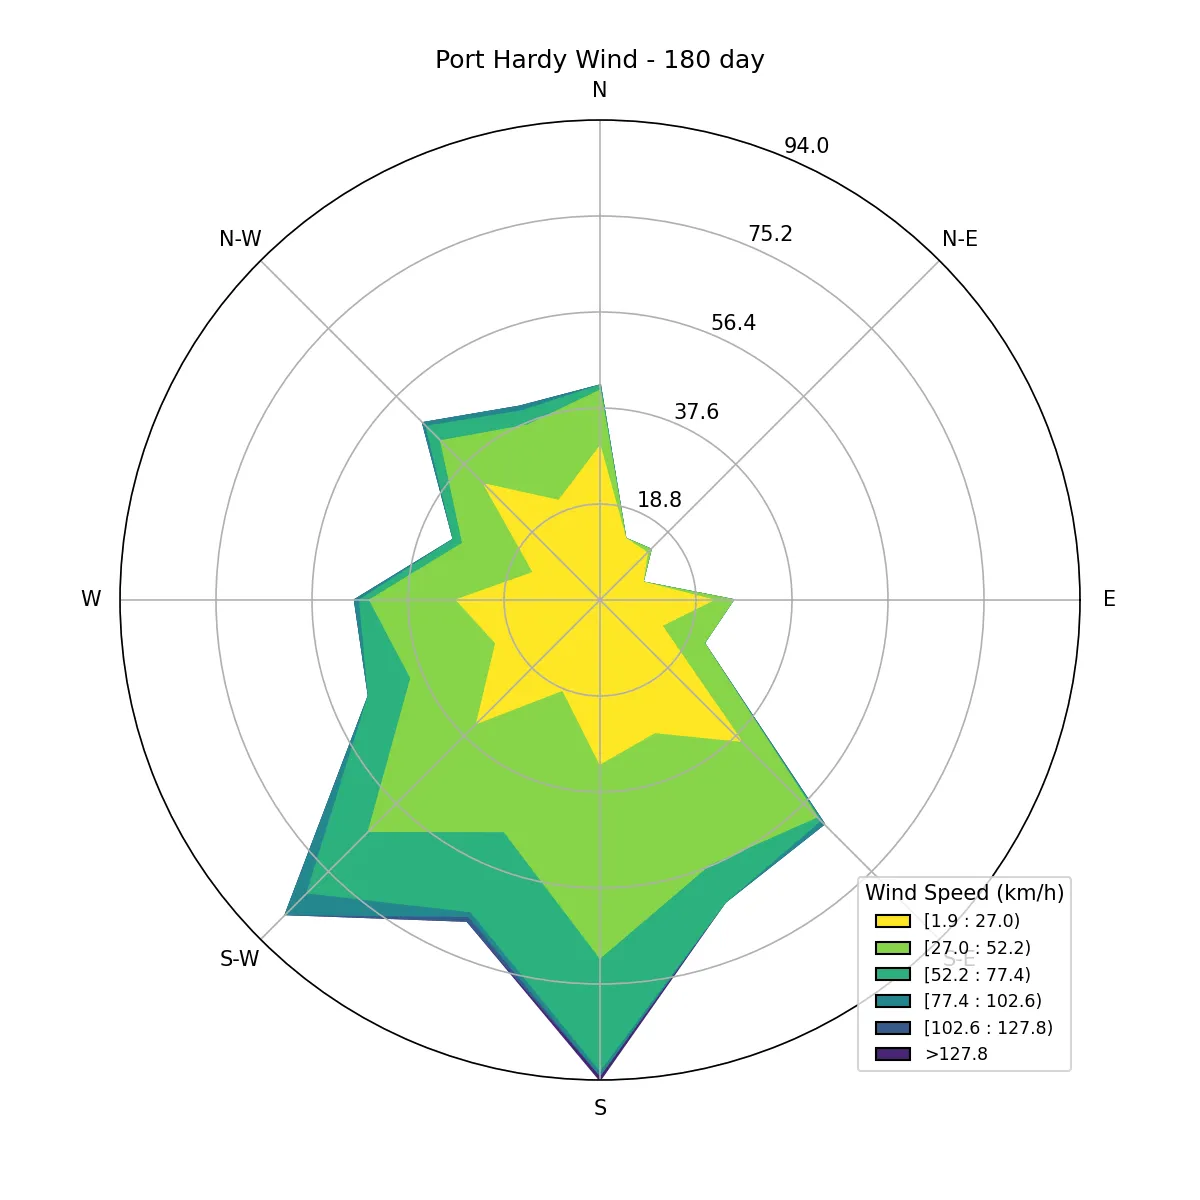 Port Hardy Wind - 180 day
N
94.0
N-W
N-E
75.2
56.4
37.6
18.8
W
E
S-W
S-E
S
Wind Speed (km/h)
[1.9 : 27.0)
[27.0 : 52.2)
[52.2 : 77.4)
[77.4 : 102.6)
[102.6 : 127.8)
>127.8